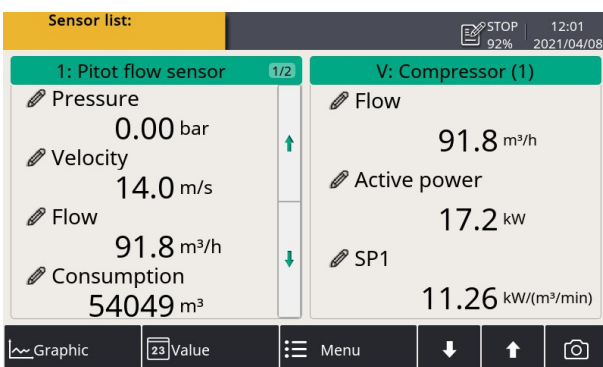 Sensor list:
STOP
92%
12:01
2021/04/08
1: Pitot flow sensor 1/2
Pressure
0.00 bar
Velocity
14.0 m/s
Flow
91.8 m³/h
Consumption
54049 m³
V: Compressor (1)
Flow
91.8 m³/h
Active power
17.2 kW
SP1
11.26 kW/(m³/min)
Graphic
23 Value
Menu